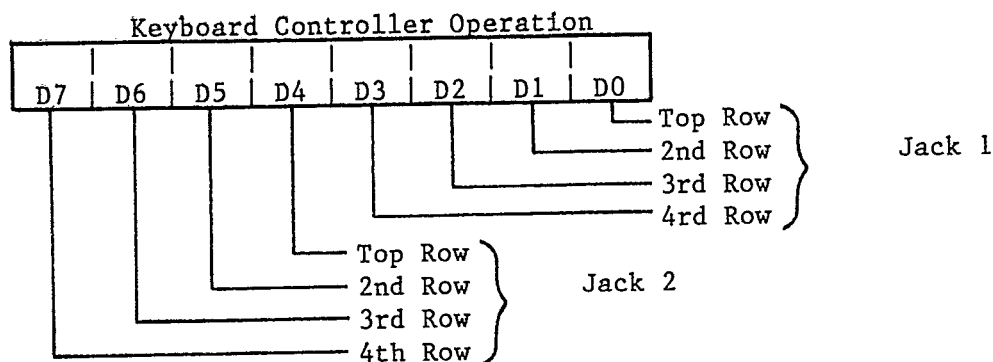 Keyboard Controller Operation
D7 D6 D5 D4 D3 D2 D1 D0
Top Row
2nd Row
3rd Row
4rd Row
Jack 1
Top Row
2nd Row
3rd Row
4th Row
Jack 2